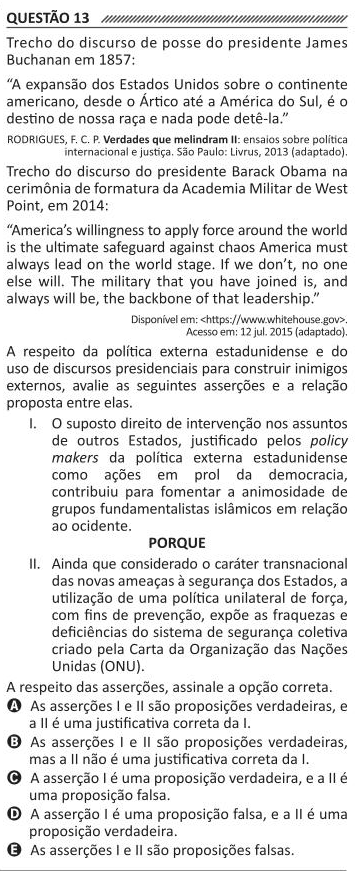 QUESTÃO 13
Trecho do discurso de posse do presidente James
Buchanan em 1857:
“A expansão dos Estados Unidos sobre o continente
americano, desde o Ártico até a América do Sul, é o
destino de nossa raça e nada pode detê-la.”
RODRIGUES, F. C. P. Verdades que melindram II: ensaios sobre política
internacional e justiça. São Paulo: Livrus, 2013 (adaptado).
Trecho do discurso do presidente Barack Obama na
cerimônia de formatura da Academia Militar de West
Point, em 2014:
“America’s willingness to apply force around the world
is the ultimate safeguard against chaos America must
always lead on the world stage. If we don’t, no one
else will. The military that you have joined is, and
always will be, the backbone of that leadership.”
Disponível em: <https://www.whitehouse.gov>.
Acesso em: 12 jul. 2015 (adaptado).
A respeito da política externa estadunidense e do
uso de discursos presidenciais para construir inimigos
externos, avalie as seguintes asserções e a relação
proposta entre elas.
I. O suposto direito de intervenção nos assuntos
de outros Estados, justificado pelos policy
makers da política externa estadunidense
como ações em prol da democracia,
contribuiu para fomentar a animosidade de
grupos fundamentalistas islâmicos em relação
ao ocidente.
PORQUE
II. Ainda que considerado o caráter transnacional
das novas ameaças à segurança dos Estados, a
utilização de uma política unilateral de força,
com fins de prevenção, expõe as fraquezas e
deficiências do sistema de segurança coletiva
criado pela Carta da Organização das Nações
Unidas (ONU).
A respeito das asserções, assinale a opção correta.
A As asserções I e II são proposições verdadeiras, e
a II é uma justificativa correta da I.
B As asserções I e II são proposições verdadeiras,
mas a II não é uma justificativa correta da I.
C A asserção I é uma proposição verdadeira, e a II é
uma proposição falsa.
D A asserção I é uma proposição falsa, e a II é uma
proposição verdadeira.
E As asserções I e II são proposições falsas.